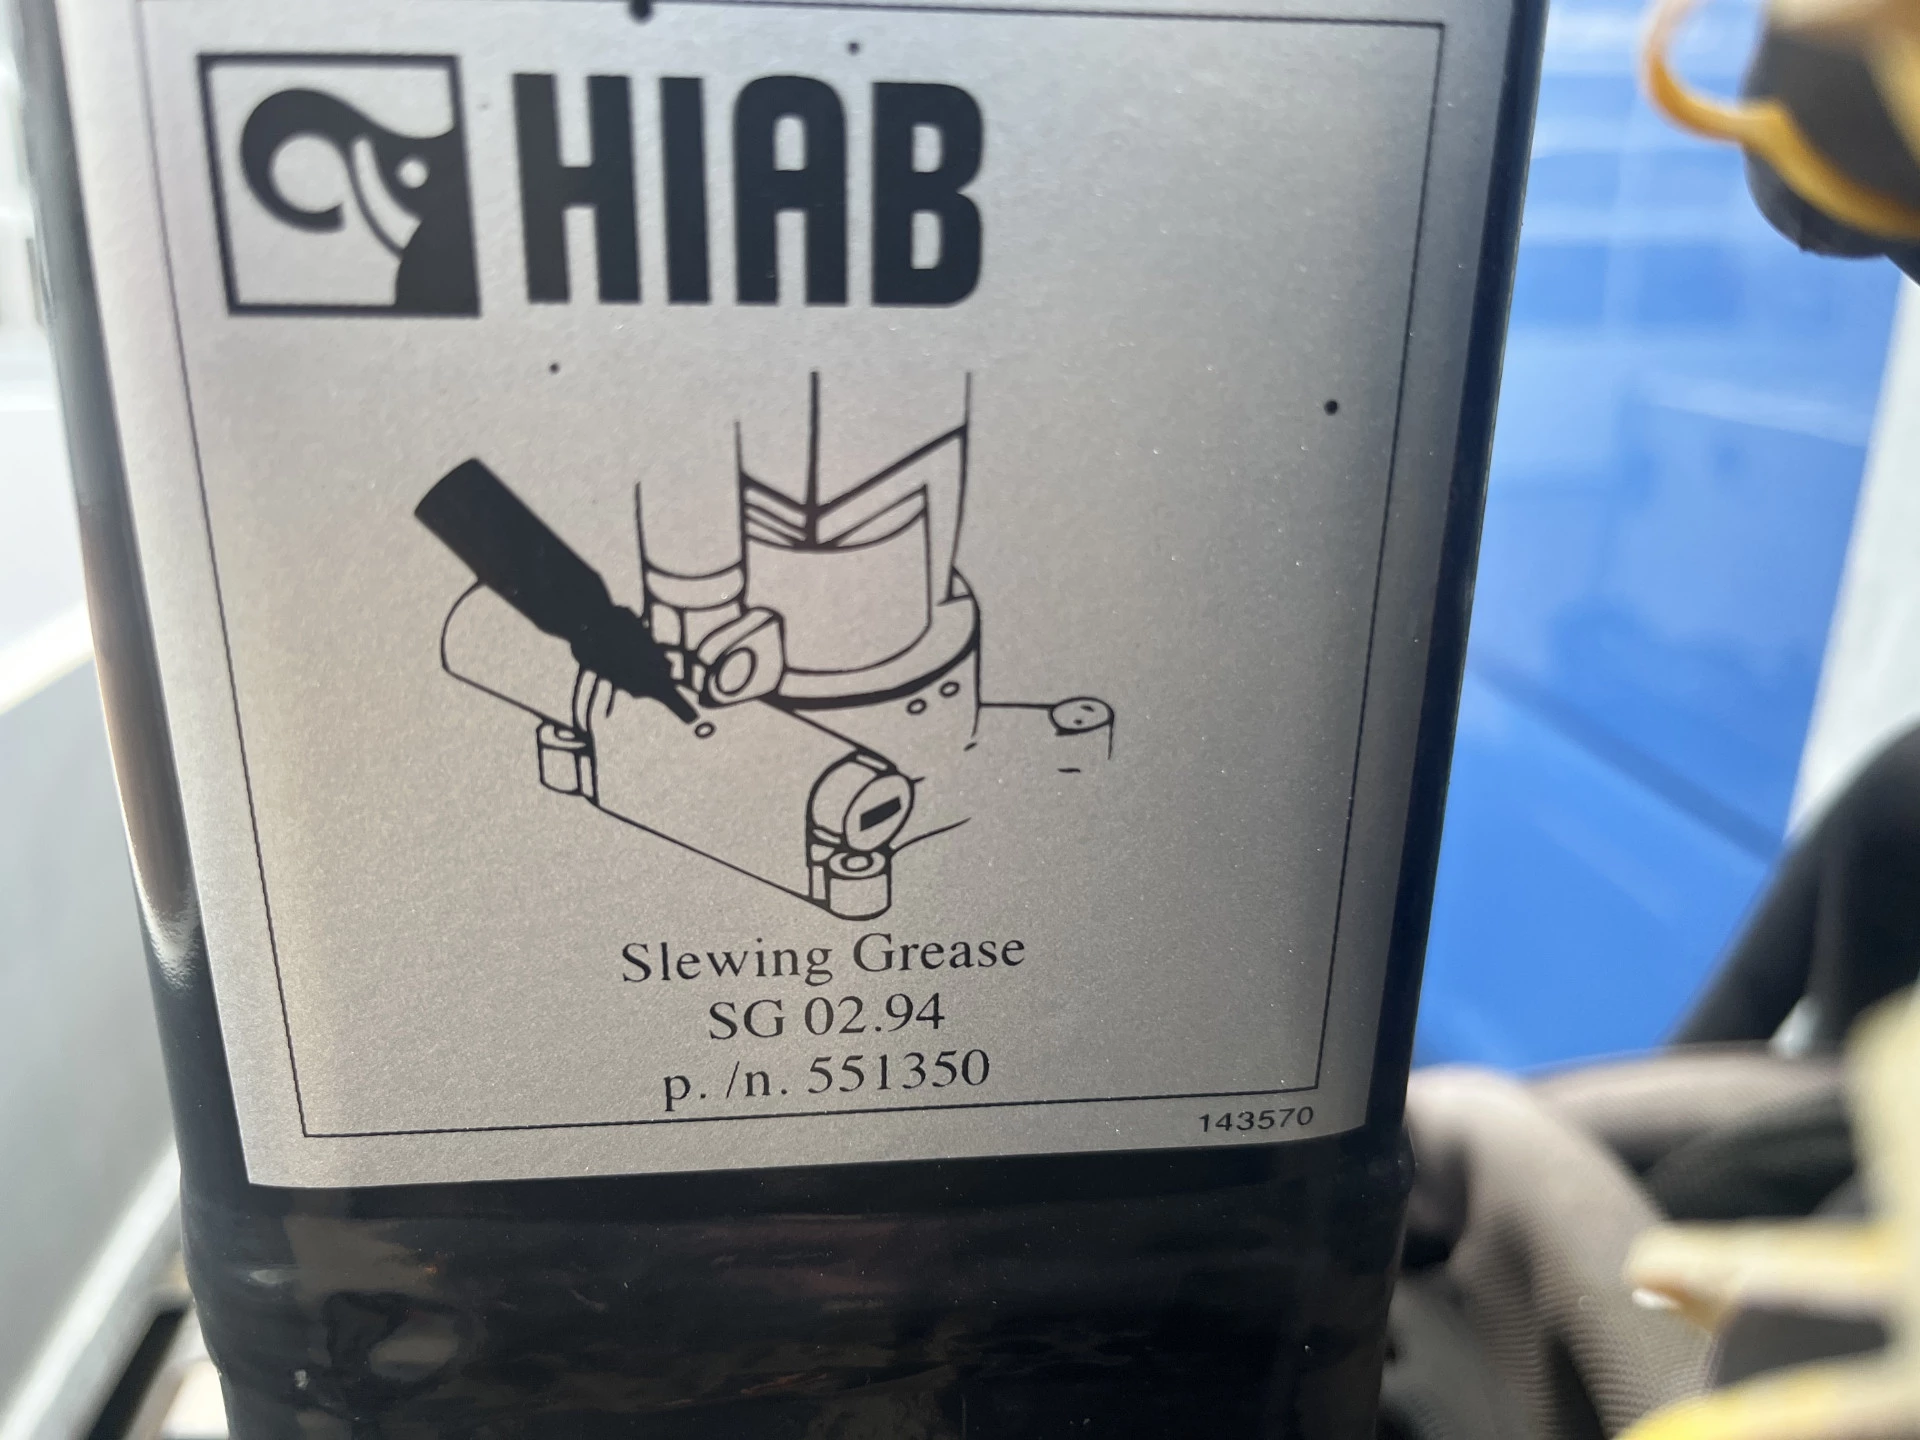 HIAB
Slewing Grease
SG 02.94
p. /n. 551350
143570